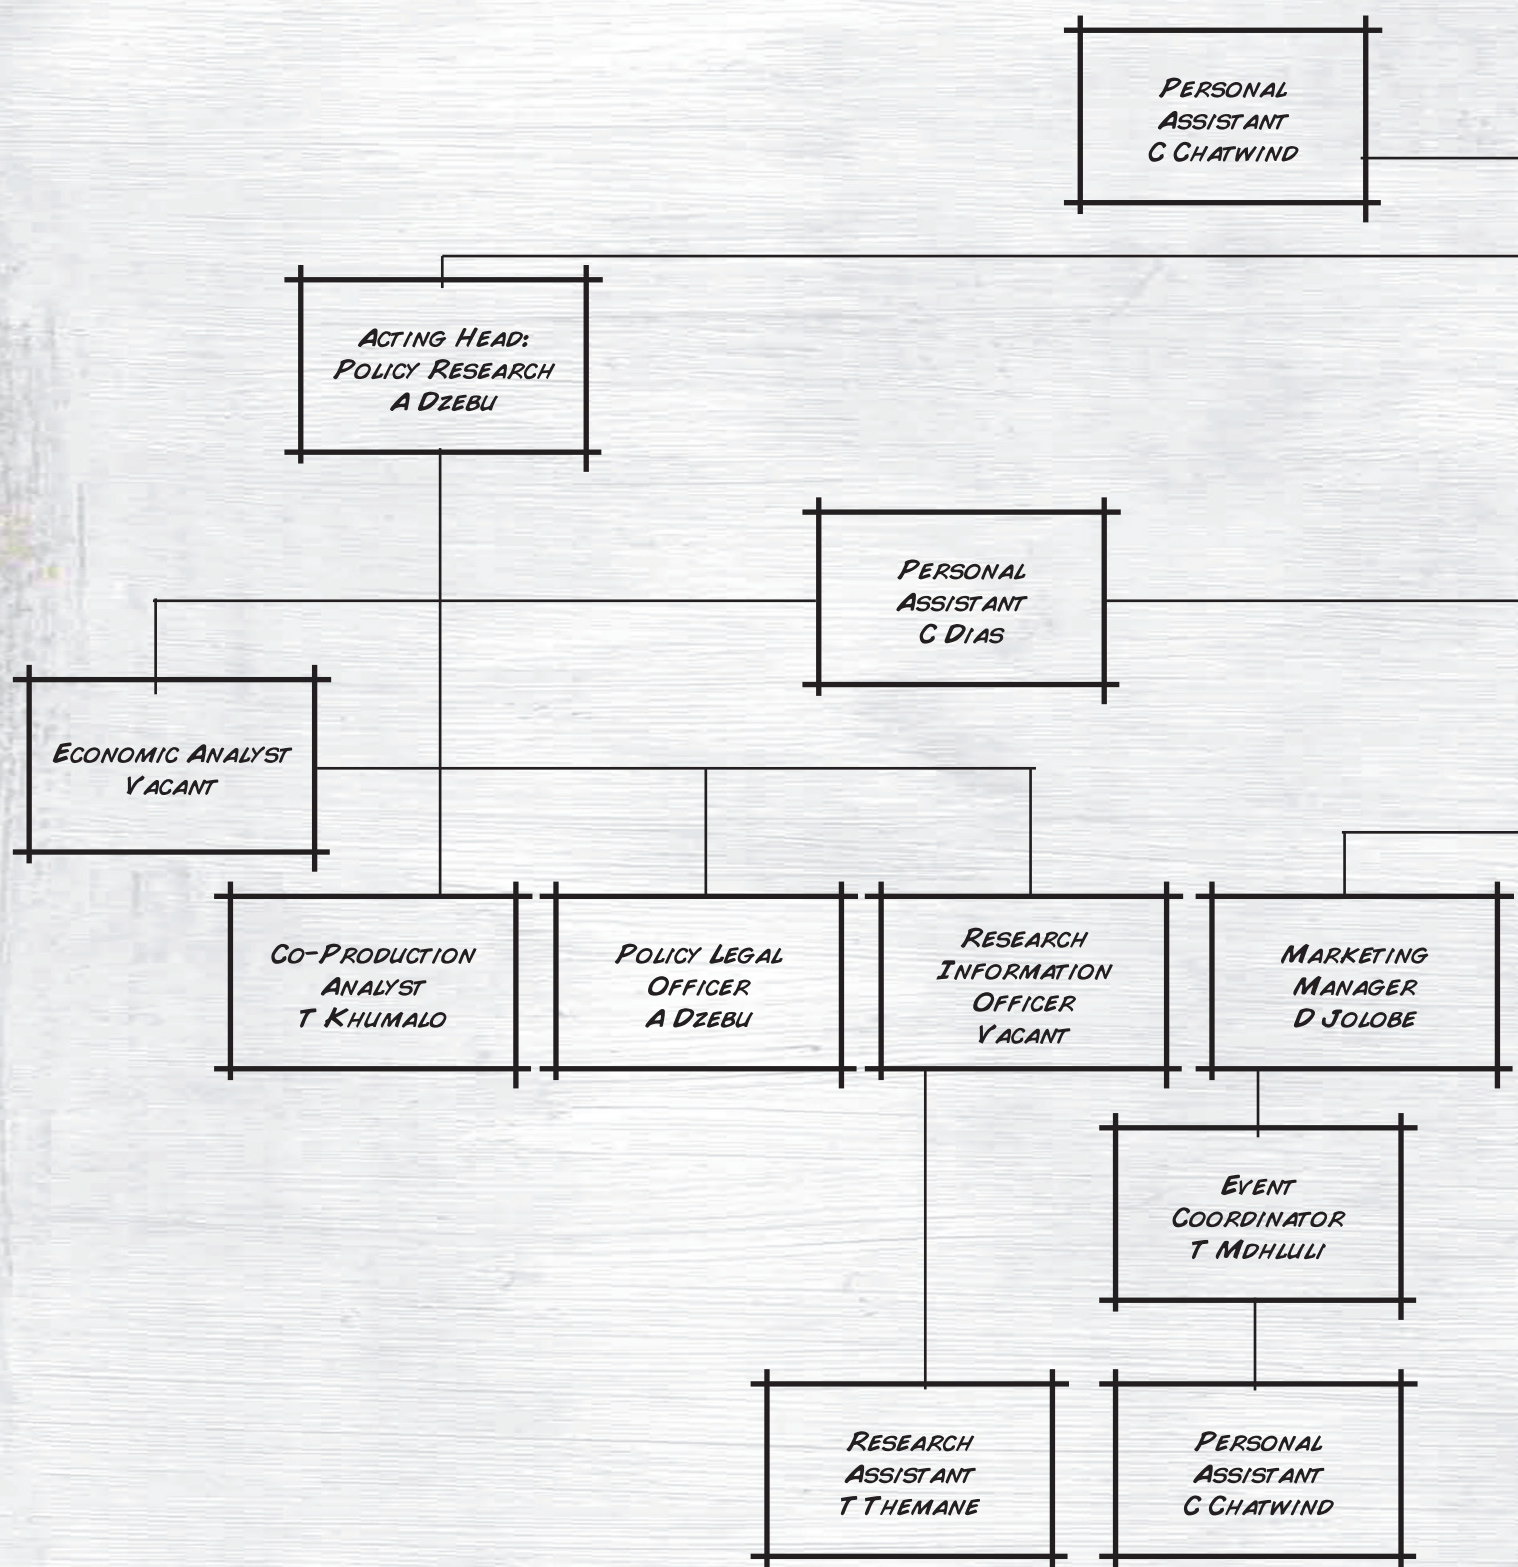 Personal
Assistant
C Chatwind
Acting Head:
Policy Research
A Dzebu
Personal
Assistant
C Dias
Economic Analyst
Vacant
Co-Production
Analyst
T Khumalo
Policy Legal
Officer
A Dzebu
Research
Information
Officer
Vacant
Marketing
Manager
D Jolobe
Event
Coordinator
T Mdhluli
Research
Assistant
T Themane
Personal
Assistant
C Chatwind